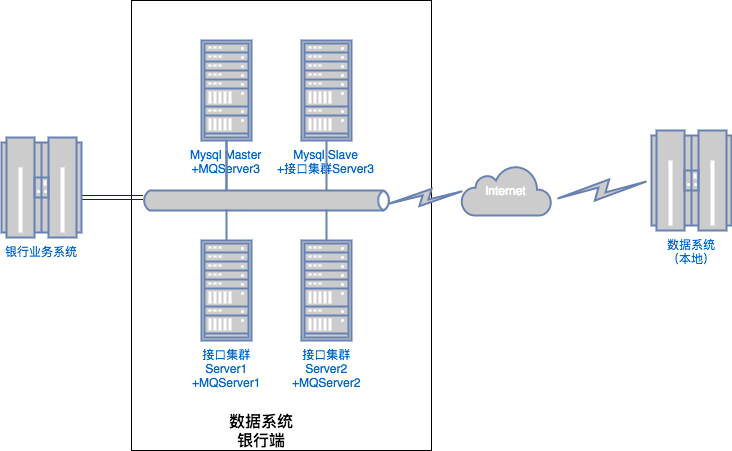 Mysql Master
+MQServer3
Mysql Slave
+接口集群Server3
银行业务系统
Internet
数据系统
（本地）
接口集群
Server1
+MQServer1
接口集群
Server2
+MQServer2
数据系统
银行端